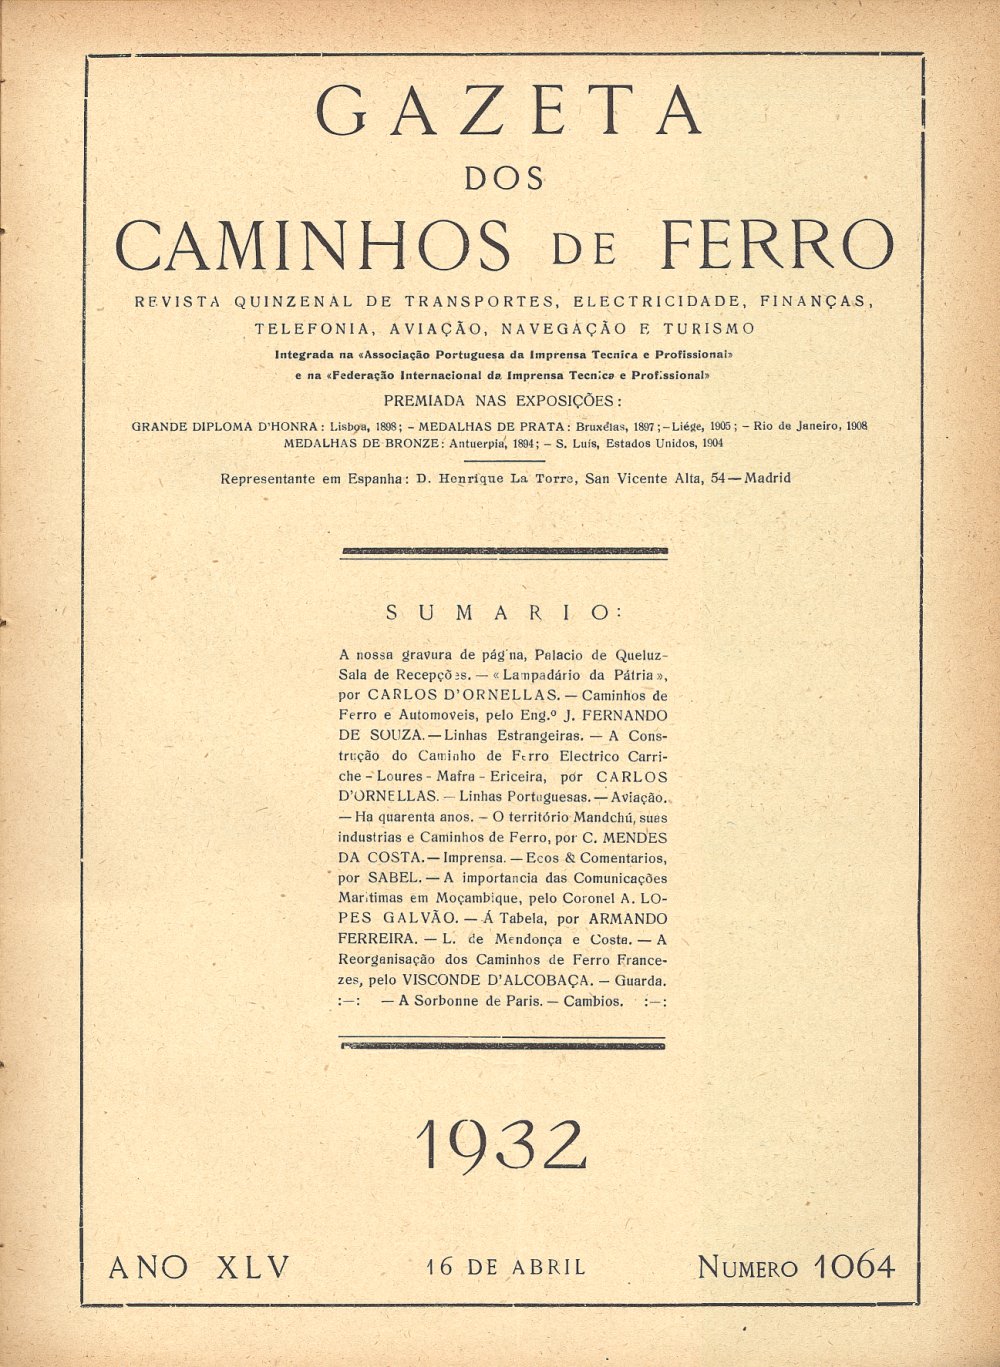 GAZETA
DOS
CAMINHOS DE FERRO
REVISTA QUINZENAL DE TRANSPORTES, ELECTRICIDADE, FINANÇAS,
TELEFONIA, AVIAÇÃO, NAVEGAÇÃO E TURISMO
Integrada na «Associação Portuguesa da Imprensa Tecnica e Profissional»
e na «Federação Internacional da Imprensa Tecnica e Profissional»
PREMIADA NAS EXPOSIÇÕES:
GRANDE DIPLOMA D'HONRA: Lisboa, 1898; – MEDALHAS DE PRATA: Bruxelas, 1897; – Liége, 1905; – Rio de Janeiro, 1908
MEDALHAS DE BRONZE: Antuerpia, 1894; – S. Luís, Estados Unidos, 1904
Representante em Espanha: D. Henrique La Torre, San Vicente Alta, 54 — Madrid
SUMARIO:
A nossa gravura de página, Palacio de Queluz-
Sala de Recepções. — «Lampadário da Pátria»,
por CARLOS D'ORNELLAS. — Caminhos de
Ferro e Automoveis, pelo Eng.º J. FERNANDO
DE SOUZA. — Linhas Estrangeiras. — A Cons-
trução do Caminho de Ferro Electrico Carri-
che - Loures - Mafra - Ericeira, por CARLOS
D'ORNELLAS. — Linhas Portuguesas. — Aviação.
— Ha quarenta anos. — O território Mandchú, sues
industrias e Caminhos de Ferro, por C. MENDES
DA COSTA. — Imprensa. — Ecos & Comentarios,
por SABEL. — A importancia das Comunicações
Maritimas em Moçambique, pelo Coronel A. LO-
PES GALVÃO. — Á Tabela, por ARMANDO
FERREIRA. — L. de Mendonça e Costa. — A
Reorganisação dos Caminhos de Ferro France-
zes, pelo VISCONDE D'ALCOBAÇA. — Guarda.
:—: — A Sorbonne de Paris. — Cambios. :—:
1932
ANO XLV 16 DE ABRIL NUMERO 1064